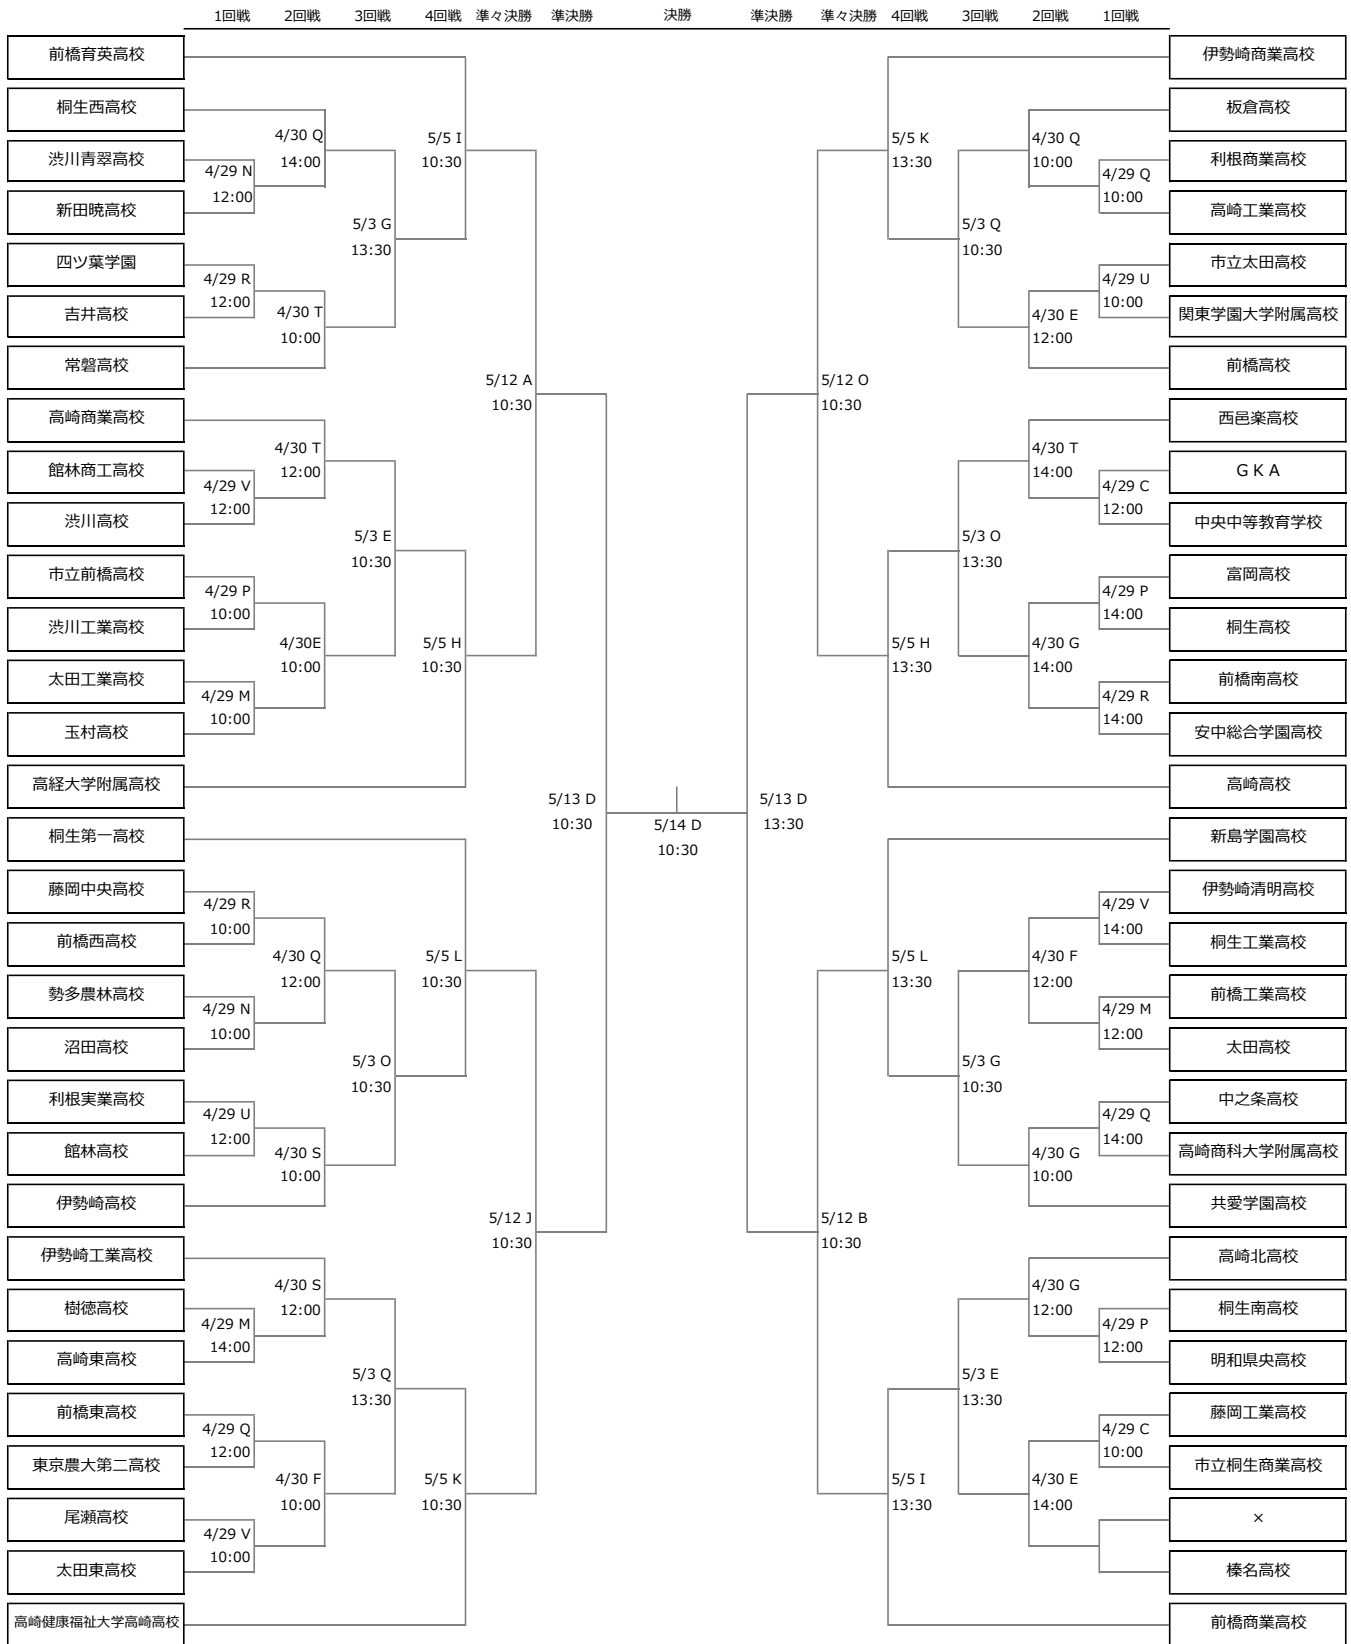 1回戦 2回戦 3回戦 4回戦 準々決勝 準決勝 決勝 準決勝 準々決勝 4回戦 3回戦 2回戦 1回戦
前橋育英高校 伊勢崎商業高校
桐生西高校 板倉高校
4/30 Q 5/5 I 5/5 K 4/30 Q
渋川青翠高校 14:00 10:30 13:30 10:00 利根商業高校
4/29 N 4/29 Q
12:00 10:00
新田暁高校 高崎工業高校
5/3 G 5/3 Q
13:30 10:30
四ツ葉学園 市立太田高校
4/29 R 4/29 U
12:00 10:00
吉井高校 4/30 T 4/30 E 関東学園大学附属高校
10:00 12:00
常磐高校 前橋高校
5/12 A 5/12 O
10:30 10:30
高崎商業高校 西邑楽高校
4/30 T 4/30 T
館林商工高校 12:00 14:00 G K A
4/29 V 4/29 C
12:00 12:00
渋川高校 中央中等教育学校
5/3 E 5/3 O
10:30 13:30
市立前橋高校 富岡高校
4/29 P 4/29 P
10:00 14:00
渋川工業高校 桐生高校
4/30E 5/5 H 5/5 H 4/30 G
10:00 10:30 13:30 14:00
太田工業高校 前橋南高校
4/29 M 4/29 R
10:00 14:00
玉村高校 安中総合学園高校
高経大学附属高校 高崎高校
5/13 D 5/13 D
10:30 5/14 D 13:30
10:30
桐生第一高校 新島学園高校
藤岡中央高校 伊勢崎清明高校
4/29 R 4/29 V
10:00 14:00
前橋西高校 桐生工業高校
4/30 Q 5/5 L 5/5 L 4/30 F
12:00 10:30 13:30 12:00
勢多農林高校 前橋工業高校
4/29 N 4/29 M
10:00 12:00
沼田高校 太田高校
5/3 O 5/3 G
10:30 10:30
利根実業高校 中之条高校
4/29 U 4/29 Q
12:00 14:00
館林高校 4/30 S 4/30 G 高崎商科大学附属高校
10:00 10:00
伊勢崎高校 共愛学園高校
5/12 J 5/12 B
10:30 10:30
伊勢崎工業高校 高崎北高校
4/30 S 4/30 G
樹徳高校 12:00 12:00 桐生南高校
4/29 M 4/29 P
14:00 12:00
高崎東高校 明和県央高校
5/3 Q 5/3 E
13:30 13:30
前橋東高校 藤岡工業高校
4/29 Q 4/29 C
12:00 10:00
東京農大第二高校 市立桐生商業高校
4/30 F 5/5 K 5/5 I 4/30 E
10:00 10:30 13:30 14:00
尾瀬高校 ×
4/29 V
10:00
太田東高校 榛名高校
高崎健康福祉大学高崎高校 前橋商業高校